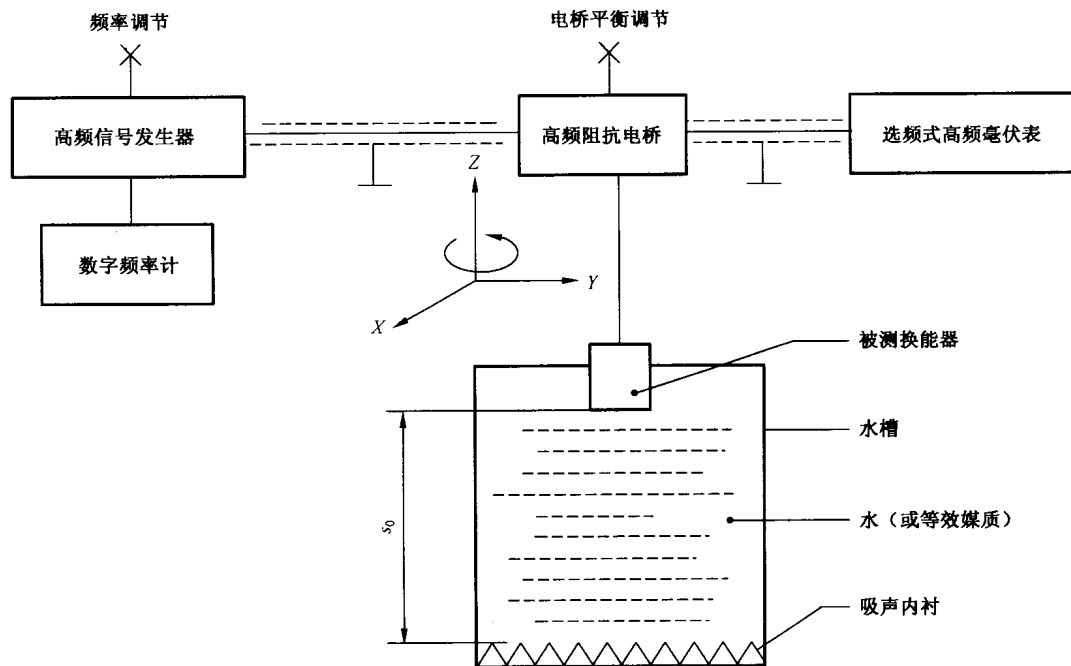 频率调节
电桥平衡调节
高频信号发生器
高频阻抗电桥
选频式高频毫伏表
数字频率计
Z
Y
X
被测换能器
水槽
s₀
水（或等效媒质）
吸声内衬